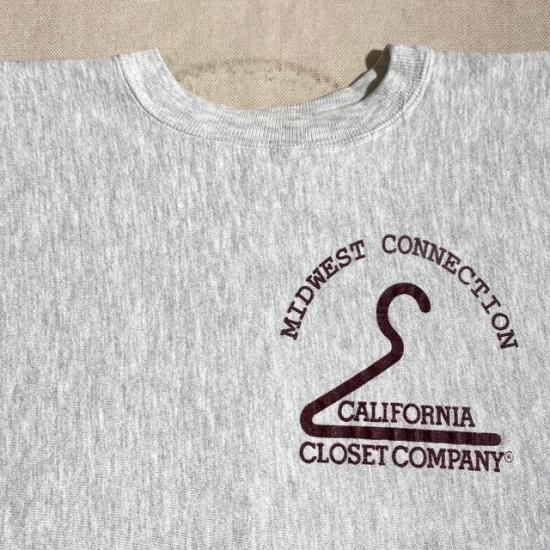 MIDWEST CONNECTION
CALIFORNIA
CLOSET COMPANY®